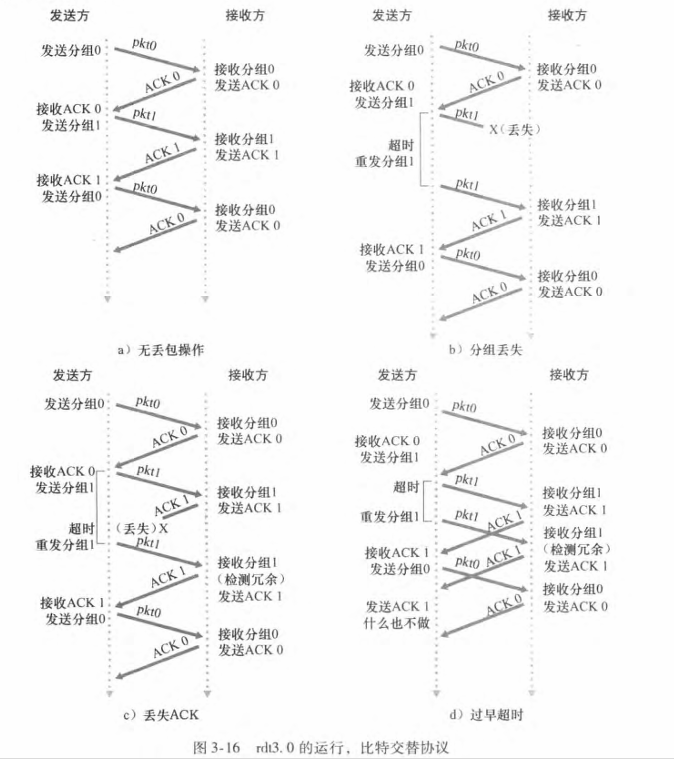 发送方
接收方
发送分组0
pkt0
接收分组0
发送ACK 0
ACK 0
接收ACK 0
发送分组1
pkt1
接收分组1
发送ACK 1
ACK 1
接收ACK 1
发送分组0
pkt0
接收分组0
发送ACK 0
ACK 0
a）无丢包操作
发送方
接收方
发送分组0
pkt0
接收分组0
发送ACK 0
ACK 0
接收ACK 0
发送分组1
pkt1
X（丢失）
超时
重发分组1
pkt1
接收分组1
发送ACK 1
ACK 1
接收ACK 1
发送分组0
pkt0
接收分组0
发送ACK 0
ACK 0
b）分组丢失
发送方
接收方
发送分组0
pkt0
接收分组0
发送ACK 0
ACK 0
接收ACK 0
发送分组1
pkt1
接收分组1
发送ACK 1
ACK 1
（丢失）X
超时
重发分组1
pkt1
接收分组1
（检测冗余）
发送ACK 1
ACK 1
接收ACK 1
发送分组0
pkt0
接收分组0
发送ACK 0
ACK 0
c）丢失ACK
发送方
接收方
发送分组0
pkt0
接收分组0
发送ACK 0
ACK 0
接收ACK 0
发送分组1
pkt1
超时
重发分组1
接收分组1
发送ACK 1
pkt1
ACK 1
接收分组1
（检测冗余）
发送ACK 1
接收ACK 1
发送分组0
pkt0
ACK 1
接收分组0
发送ACK 0
ACK 0
发送ACK 1
什么也不做
d）过早超时
图 3-16 rdt3.0 的运行，比特交替协议